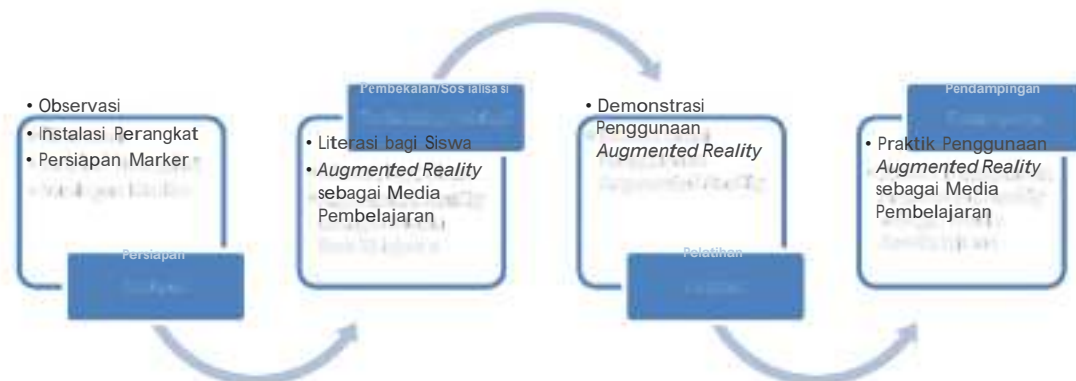 • Observasi
• Instalasi Perangkat
• Persiapan Marker
Persiapan
Pembekalan/Sosialisasi
• Literasi bagi Siswa
• Augmented Reality
sebagai Media
Pembelajaran
• Demonstrasi
Penggunaan
Augmented Reality
Pelatihan
Pendampingan
• Praktik Penggunaan
Augmented Reality
sebagai Media
Pembelajaran